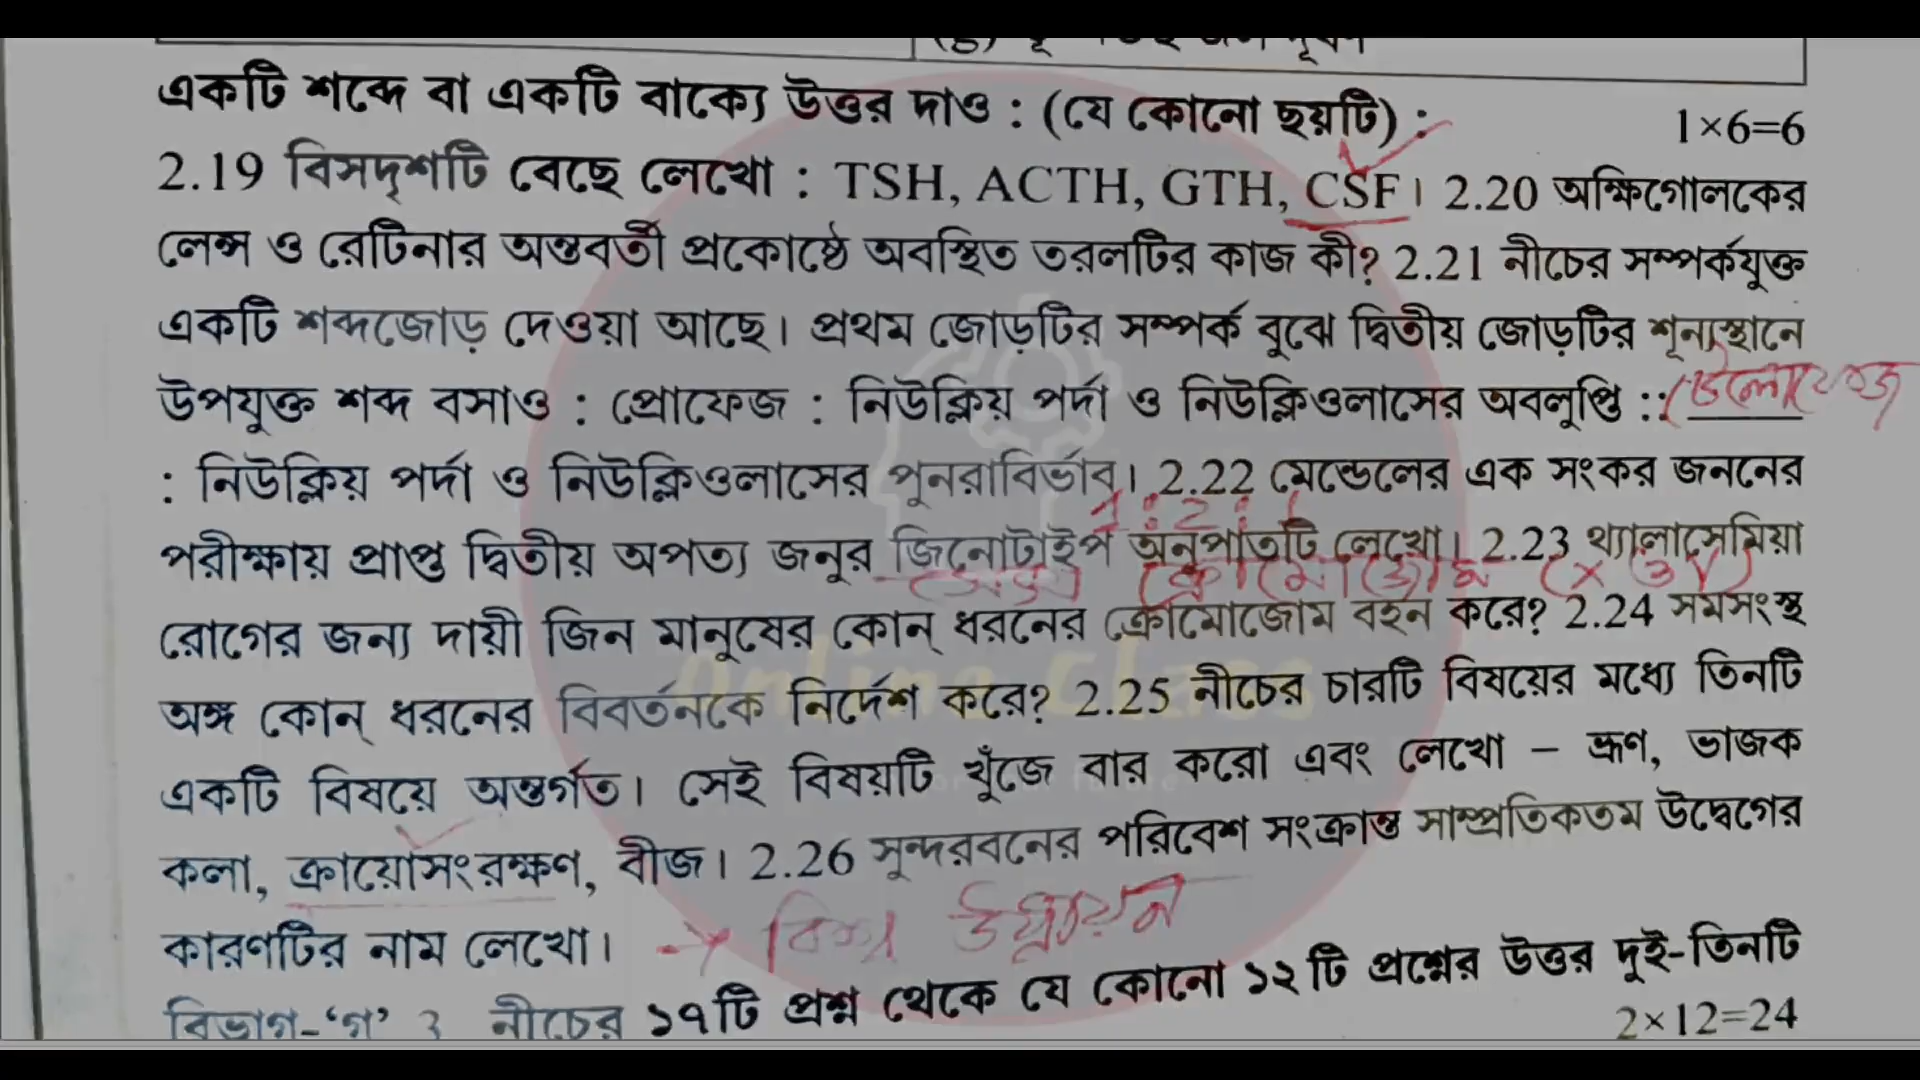 একটি শব্দে বা একটি বাক্যে উত্তর দাও : (যে কোনো ছয়টি) : 1×6=6
2.19 বিসদৃশটি বেছে লেখো : TSH, ACTH, GTH, CSF। 2.20 অক্ষিগোলকের
লেন্স ও রেটিনার অন্তবর্তী প্রকোষ্ঠে অবস্থিত তরলটির কাজ কী? 2.21 নীচের সম্পর্কযুক্ত
একটি শব্দজোড় দেওয়া আছে। প্রথম জোড়টির সম্পর্ক বুঝে দ্বিতীয় জোড়টির শূন্যস্থানে
উপযুক্ত শব্দ বসাও : প্রোফেজ : নিউক্লিয় পর্দা ও নিউক্লিওলাসের অবলুপ্তি :: ______ টেলোফেজ
: নিউক্লিয় পর্দা ও নিউক্লিওলাসের পুনরাবির্ভাব। 2.22 মেন্ডেলের এক সংকর জননের
1:2:1
পরীক্ষায় প্রাপ্ত দ্বিতীয় অপত্য জনুর জিনোটাইপ অনুপাতটি লেখো। 2.23 থ্যালাসেমিয়া
ক্রোমোজোম (X ও Y)
রোগের জন্য দায়ী জিন মানুষের কোন্ ধরনের ক্রোমোজোম বহন করে? 2.24 সমসংস্থ
অঙ্গ কোন্ ধরনের বিবর্তনকে নির্দেশ করে? 2.25 নীচের চারটি বিষয়ের মধ্যে তিনটি
Online Class
একটি বিষয়ে অন্তর্গত। সেই বিষয়টি খুঁজে বার করো এবং লেখো – ভ্রূণ, ভাজক
কলা, ক্রায়োসংরক্ষণ, বীজ। 2.26 সুন্দরবনের পরিবেশ সংক্রান্ত সাম্প্রতিকতম উদ্বেগের
কারণটির নাম লেখো। → বিশ্ব উষ্ণায়ন
বিভাগ-‘গ’ 3 নীচের ১৭টি প্রশ্ন থেকে যে কোনো ১২টি প্রশ্নের উত্তর দুই-তিনটি
2×12=24